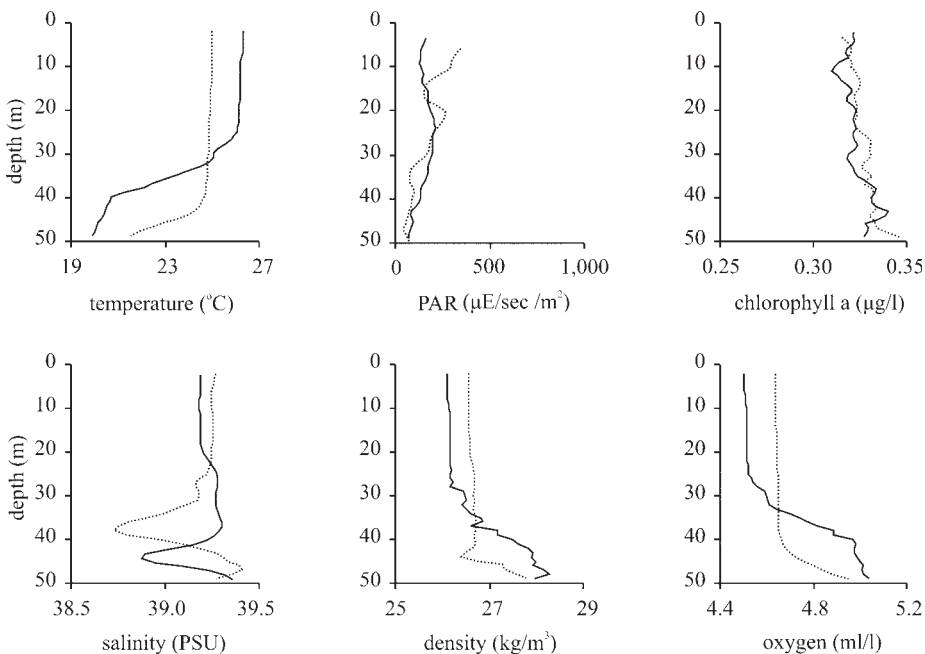 0 0 0
10 10 10
20 20 20
30 30 30
40 40 40
50 50 50
depth (m)
19 23 27 0 500 1,000 0.25 0.30 0.35
temperature (°C) PAR (µE/sec /m²) chlorophyll a (µg/l)
0 0 0
10 10 10
20 20 20
30 30 30
40 40 40
50 50 50
depth (m)
38.5 39.0 39.5 25 27 29 4.4 4.8 5.2
salinity (PSU) density (kg/m³) oxygen (ml/l)